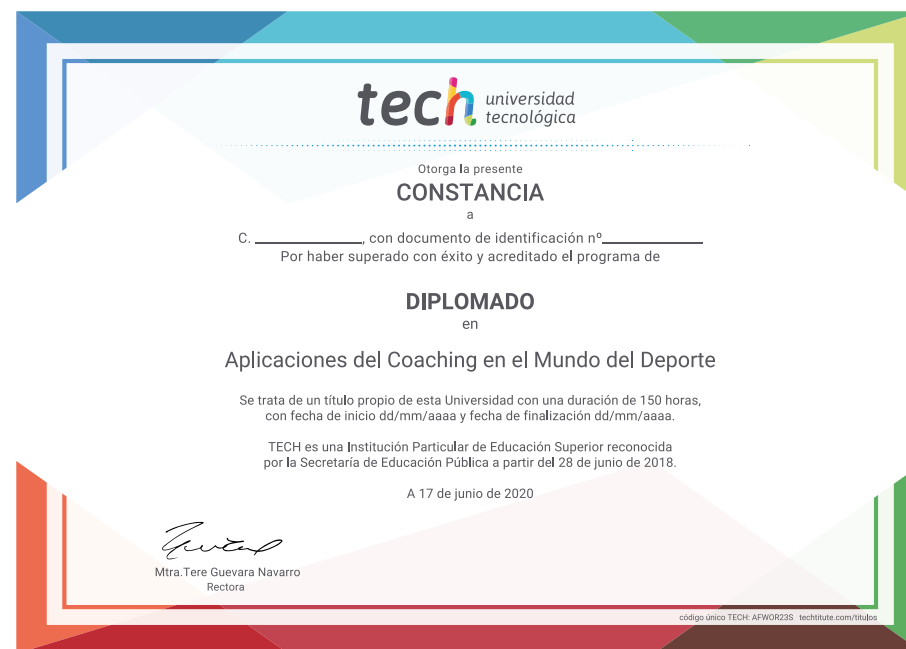 tech universidad
tecnológica
Otorga la presente
CONSTANCIA
a
C. ____________, con documento de identificación nº____________
Por haber superado con éxito y acreditado el programa de
DIPLOMADO
en
Aplicaciones del Coaching en el Mundo del Deporte
Se trata de un título propio de esta Universidad con una duración de 150 horas,
con fecha de inicio dd/mm/aaaa y fecha de finalización dd/mm/aaaa.
TECH es una Institución Particular de Educación Superior reconocida
por la Secretaría de Educación Pública a partir del 28 de junio de 2018.
A 17 de junio de 2020
Mtra.Tere Guevara Navarro
Rectora
código único TECH: AFWOR23S techtitute.com/titulos